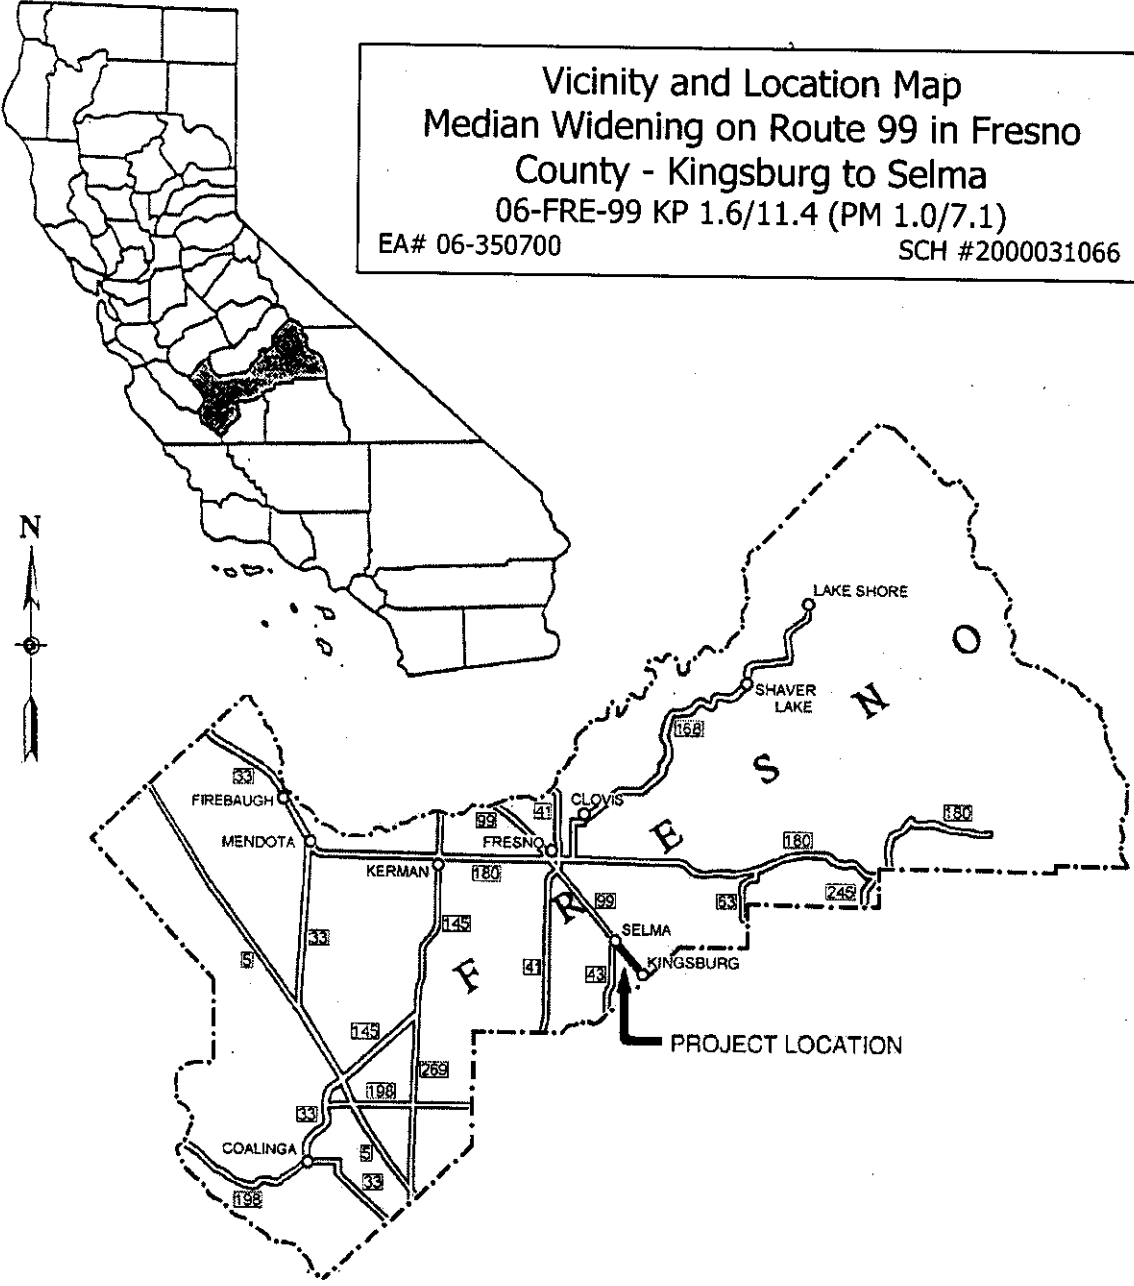 Vicinity and Location Map
Median Widening on Route 99 in Fresno
County - Kingsburg to Selma
06-FRE-99 KP 1.6/11.4 (PM 1.0/7.1)
EA# 06-350700 SCH #2000031066
N
LAKE SHORE
SHAVER
LAKE
168
FRESNO
33
FIREBAUGH
MENDOTA
99
41
CLOVIS
FRESNO
KERMAN
180
180
180
63
245
145
99
SELMA
KINGSBURG
33
5
41
43
PROJECT LOCATION
145
269
198
33
COALINGA
5
33
198